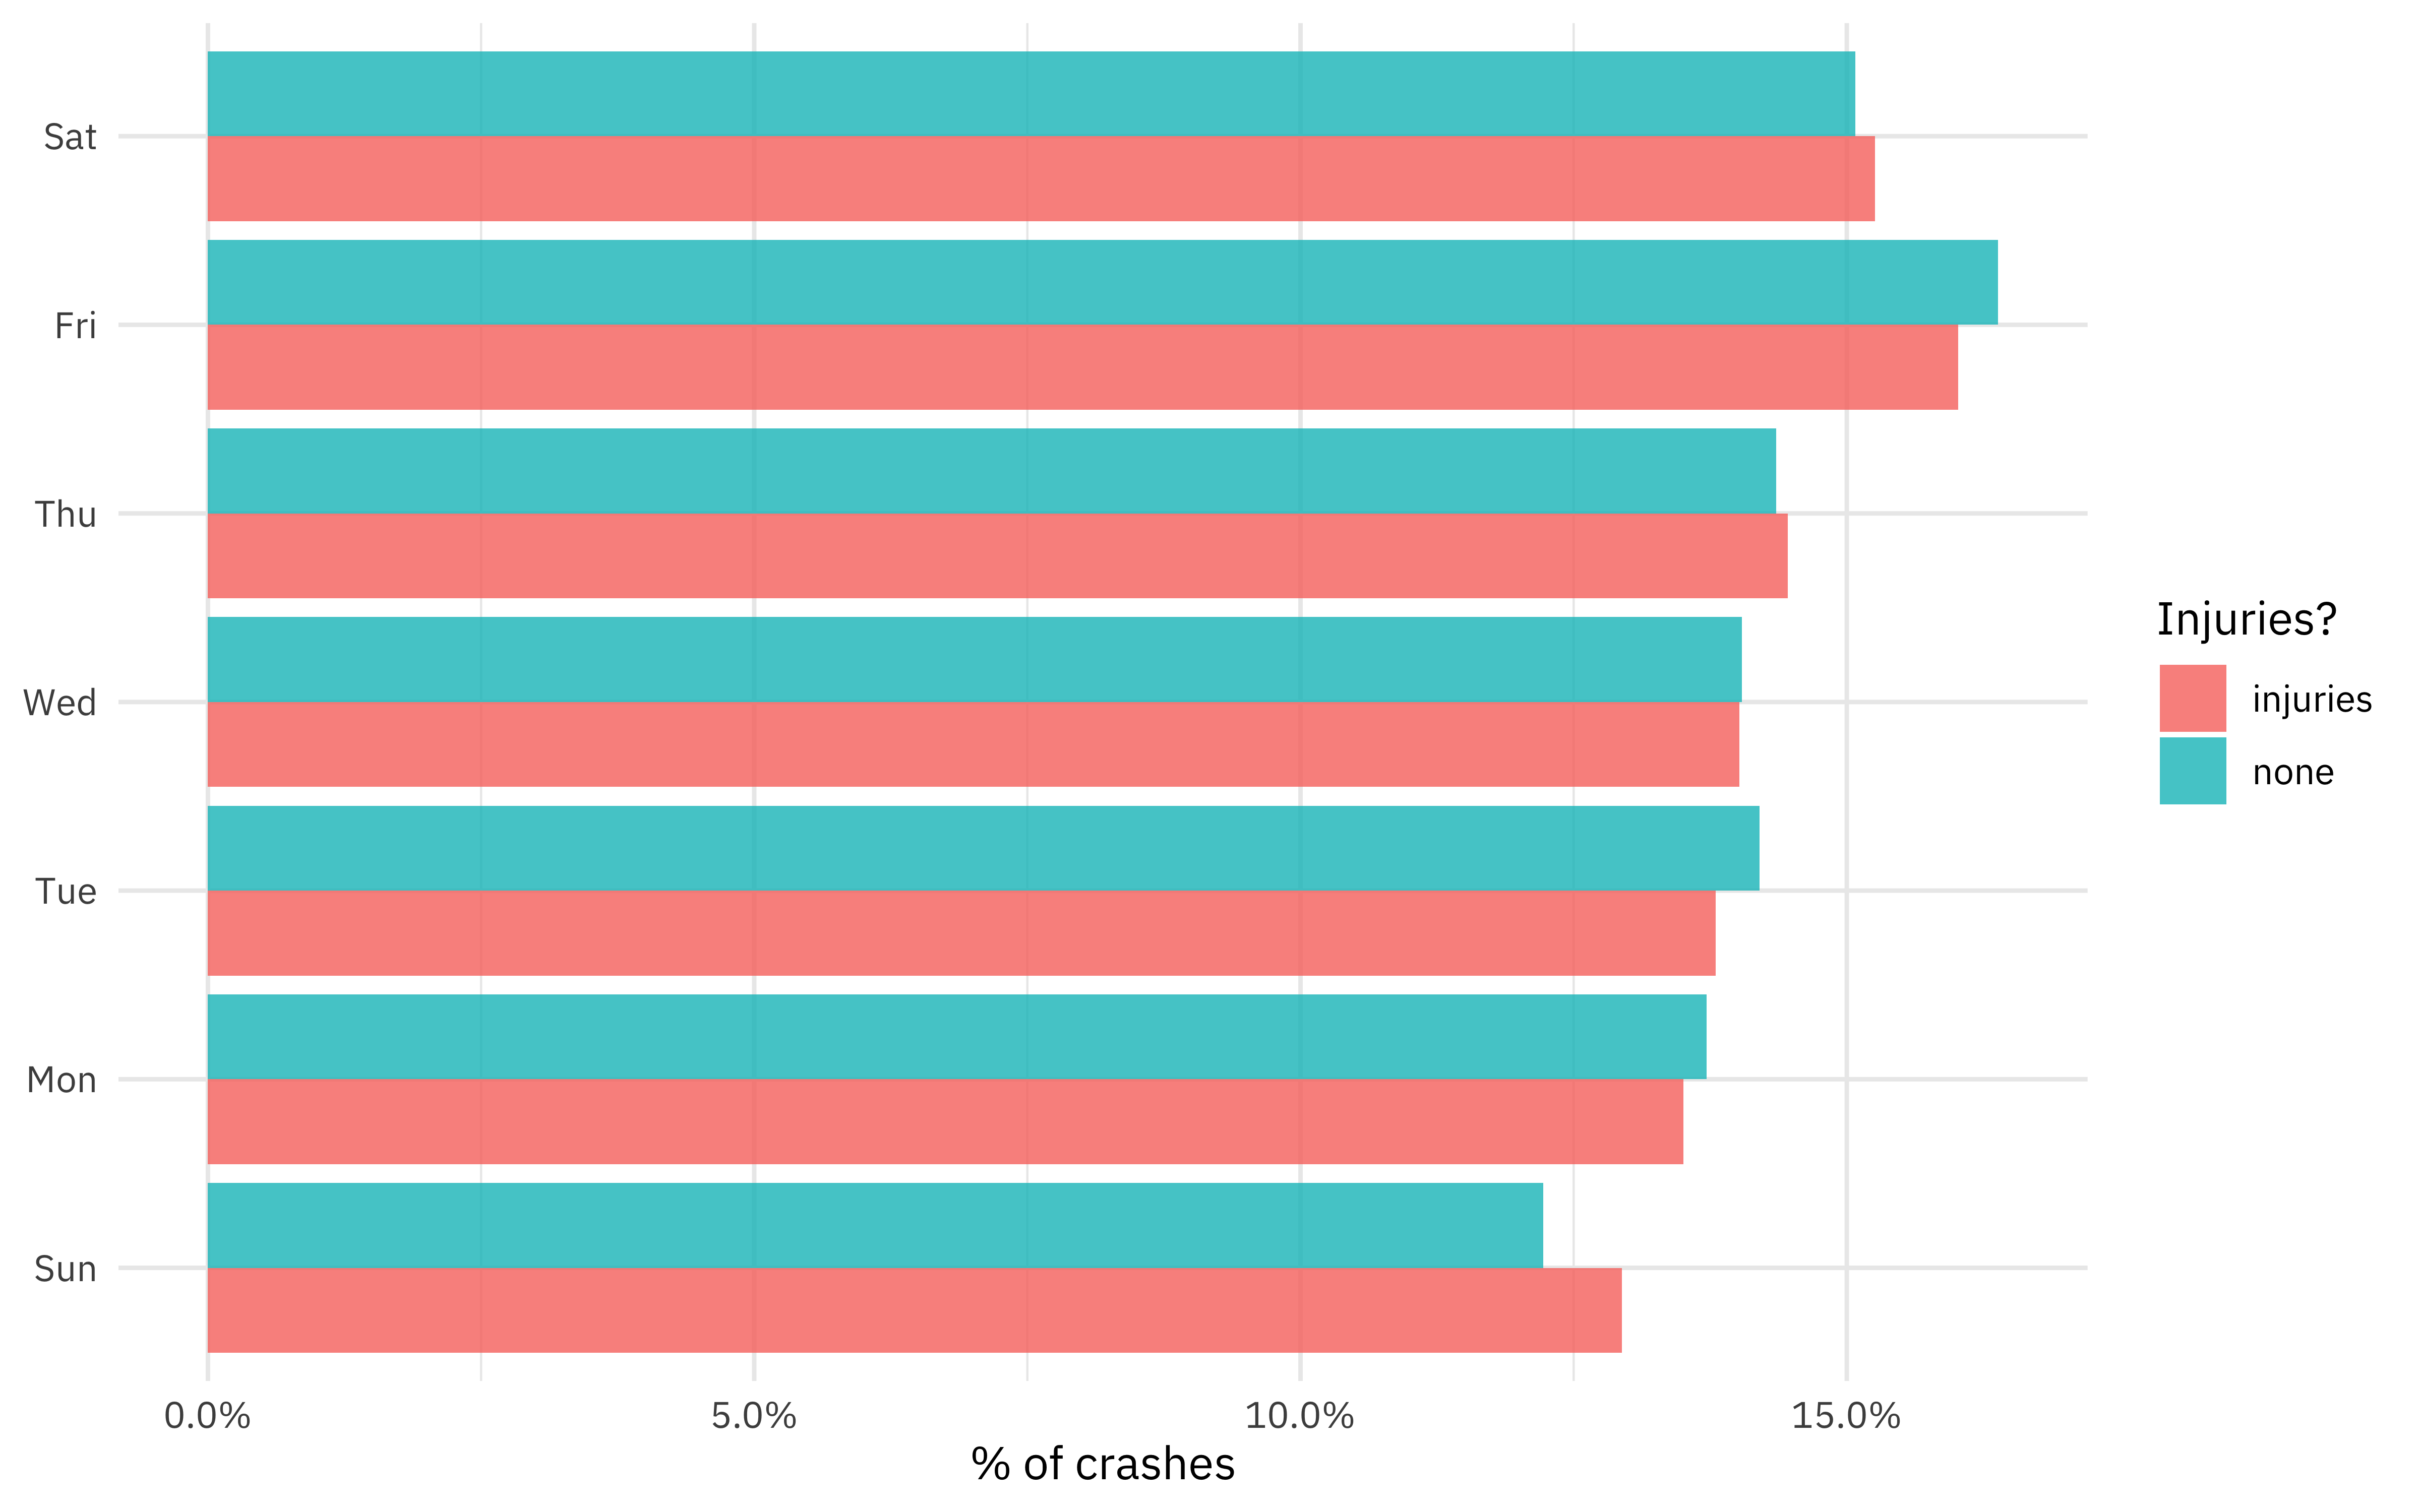 Sat
Fri
Thu
Wed
Tue
Mon
Sun
0.0% 5.0% 10.0% 15.0%
% of crashes
Injuries?
injuries
none